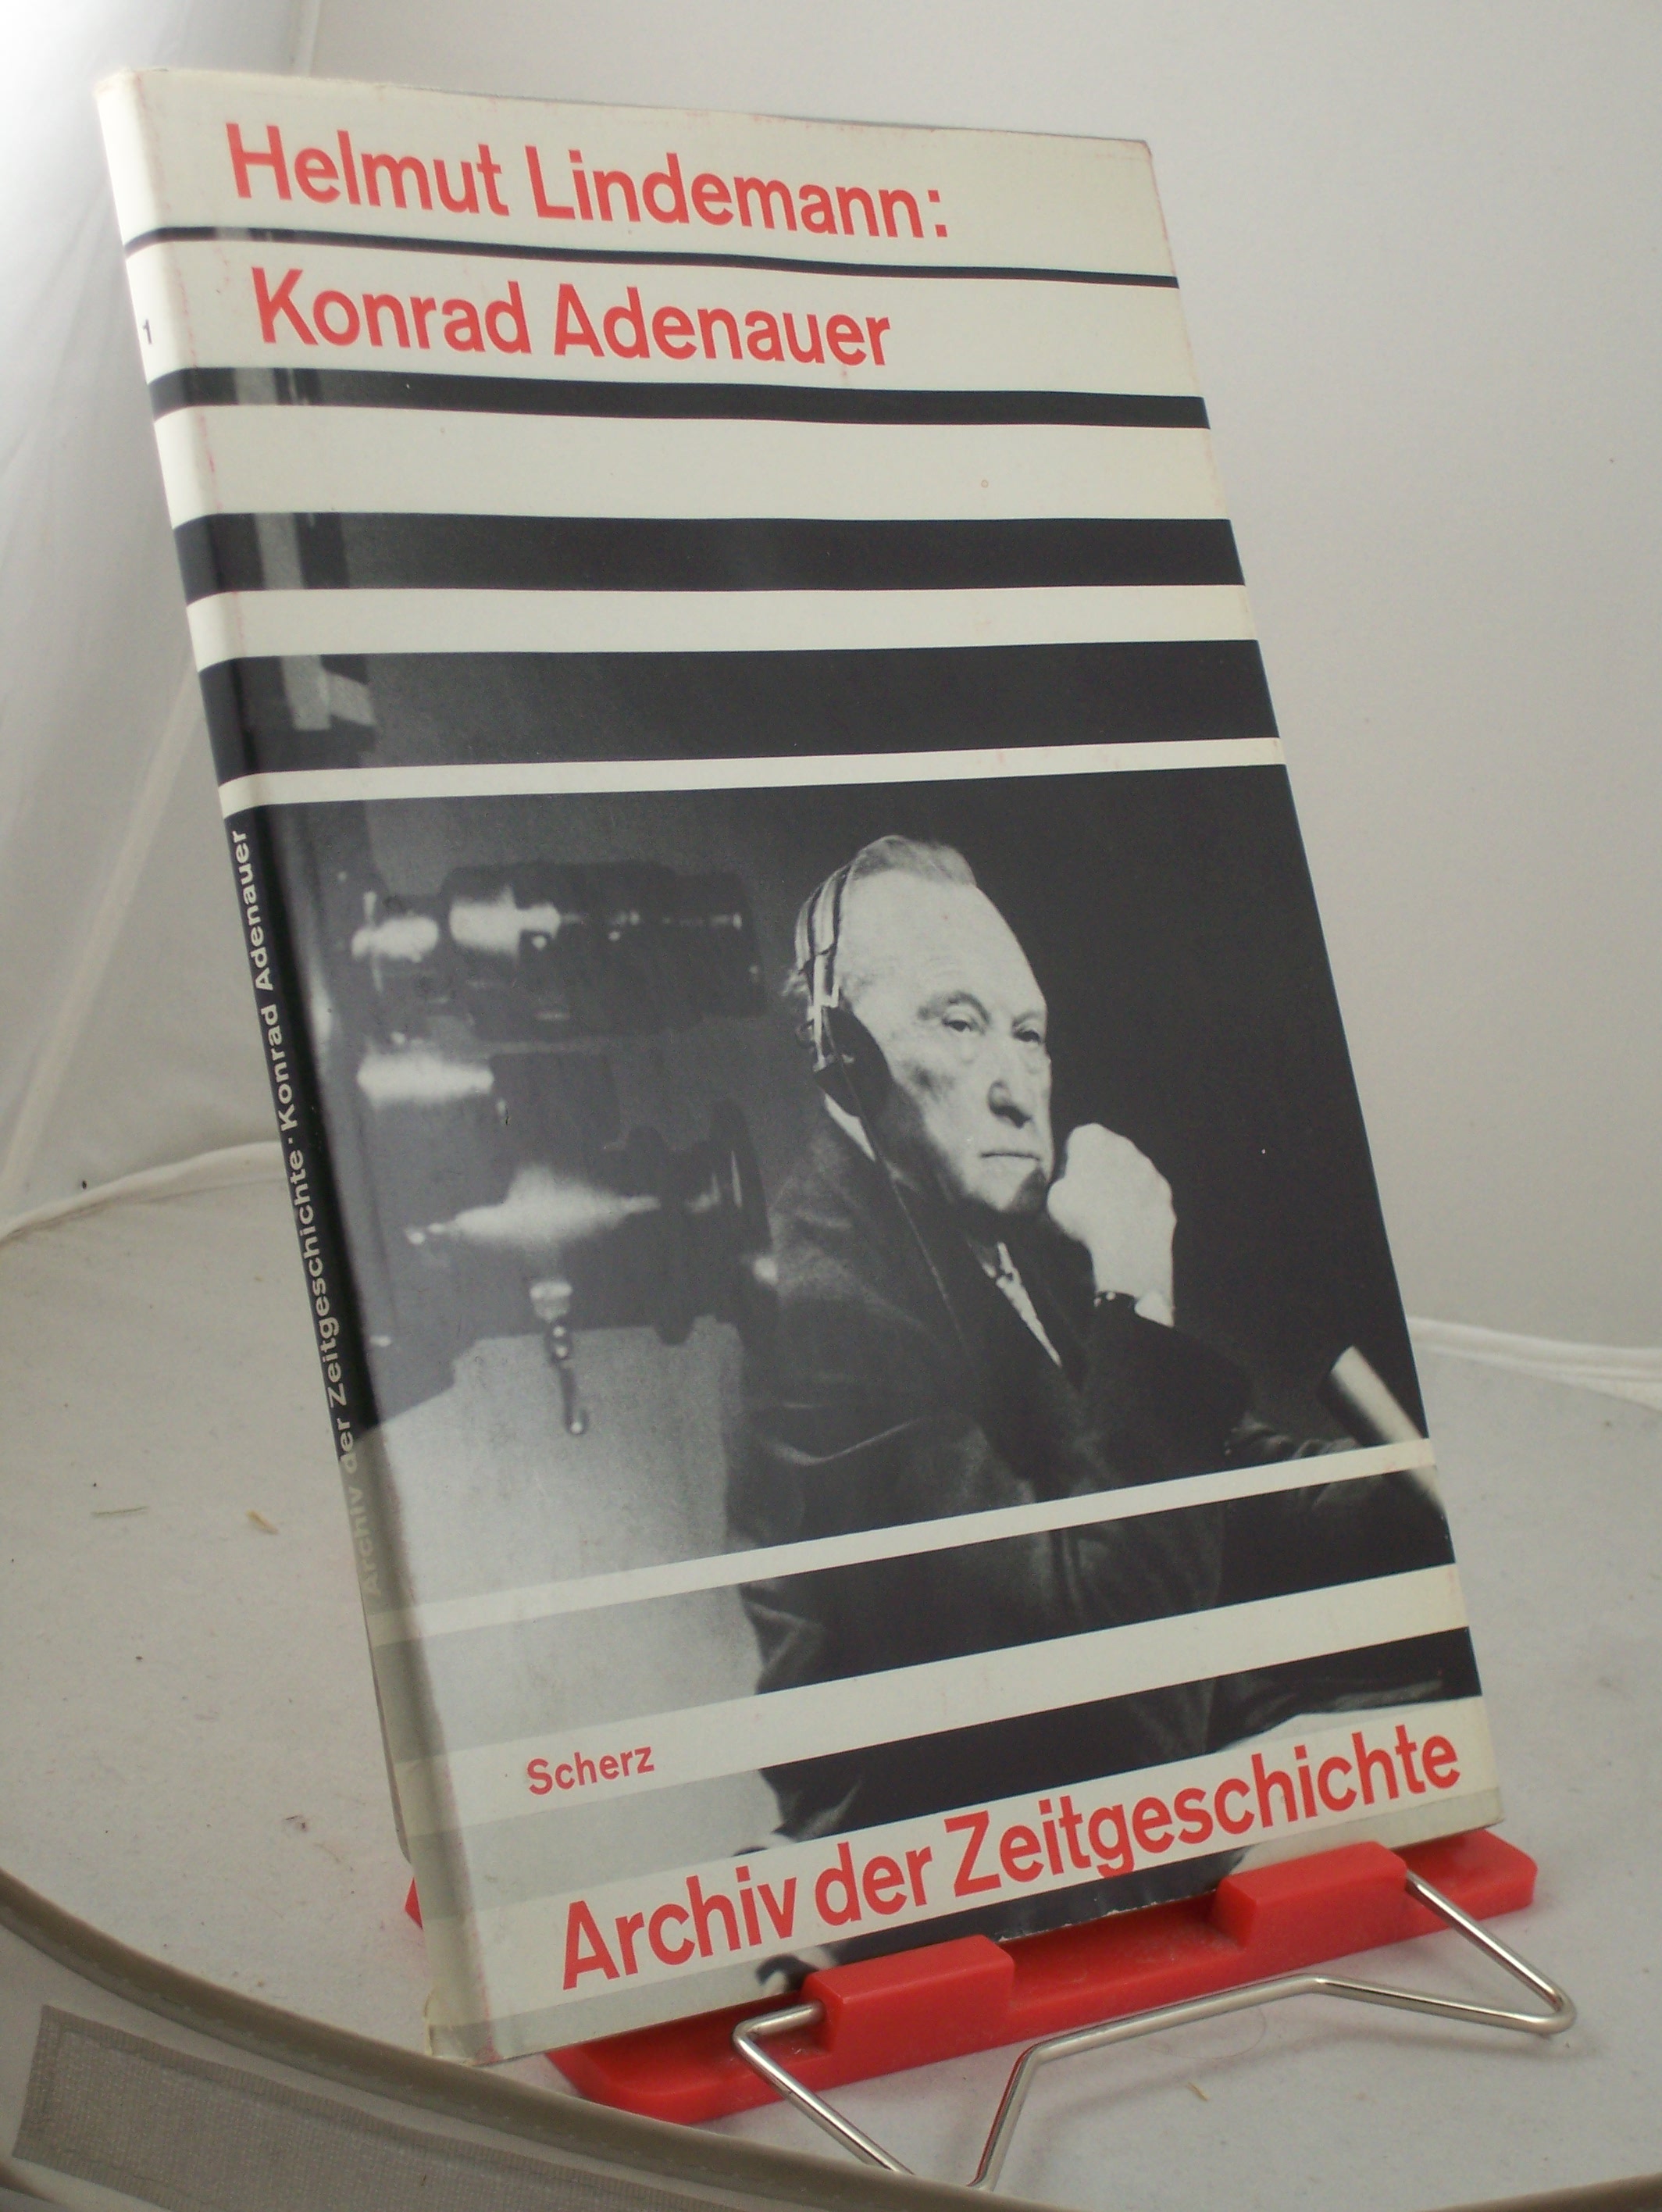 Helmut Lindemann:
Konrad Adenauer
1
Archiv der Zeitgeschichte · Konrad Adenauer
Scherz
Archiv der Zeitgeschichte